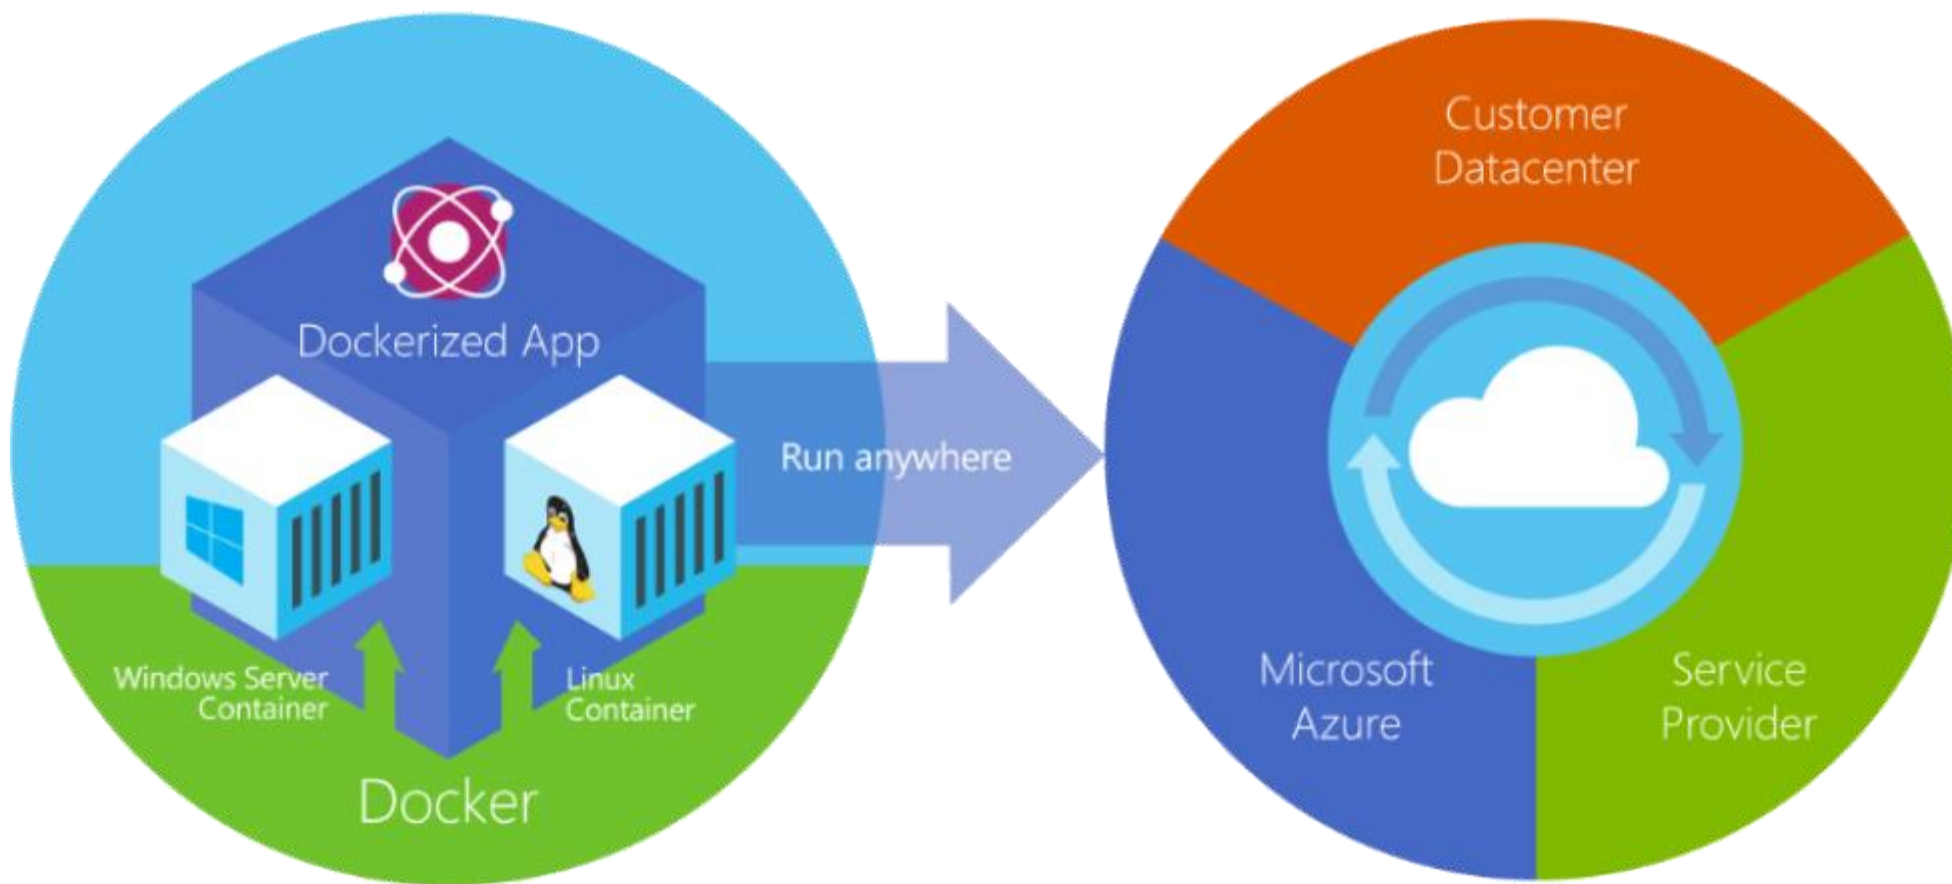 Dockerized App
Windows Server
Container
Linux
Container
Docker
Run anywhere
Customer
Datacenter
Microsoft
Azure
Service
Provider